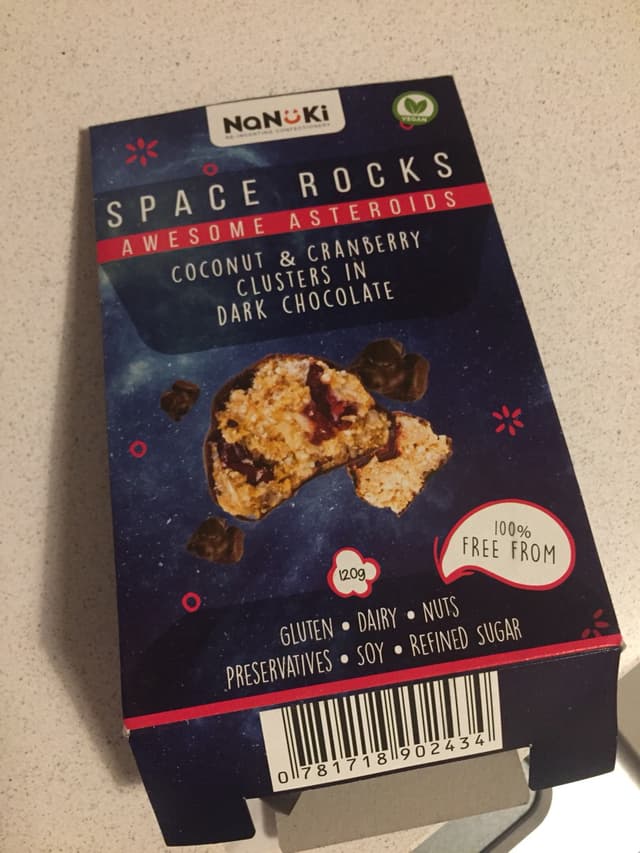 NaNuKi
RE-INVENTING CONFECTIONERY
VEGAN
SPACE ROCKS
AWESOME ASTEROIDS
COCONUT & CRANBERRY
CLUSTERS IN
DARK CHOCOLATE
100%
FREE FROM
120g
GLUTEN • DAIRY • NUTS
PRESERVATIVES • SOY • REFINED SUGAR
0 781718 902434